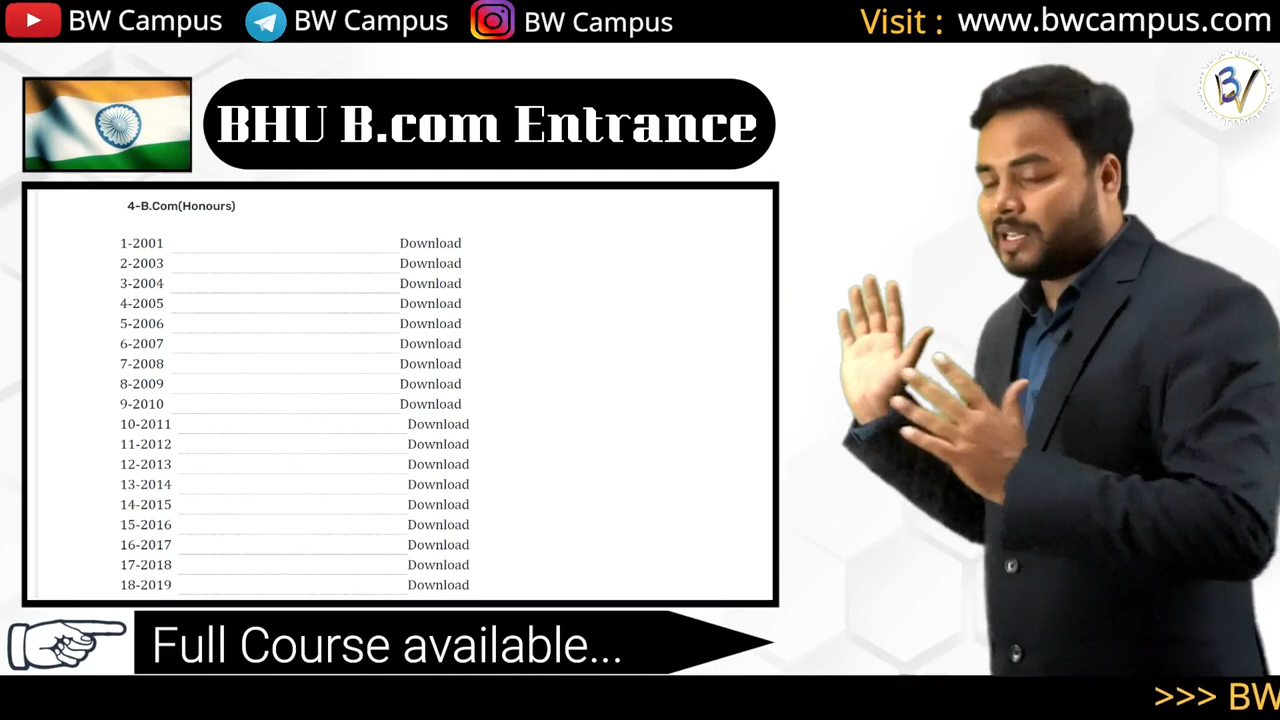 BW Campus BW Campus BW Campus Visit : www.bwcampus.com
BHU B.com Entrance
4-B.Com(Honours)
1-2001 Download
2-2003 Download
3-2004 Download
4-2005 Download
5-2006 Download
6-2007 Download
7-2008 Download
8-2009 Download
9-2010 Download
10-2011 Download
11-2012 Download
12-2013 Download
13-2014 Download
14-2015 Download
15-2016 Download
16-2017 Download
17-2018 Download
18-2019 Download
Full Course available...
>>> BW